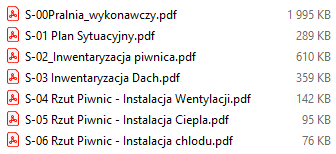 S-00Pralnia_wykonawczy.pdf 1 995 KB
S-01 Plan Sytuacyjny.pdf 289 KB
S-02_Inwentaryzacja piwnica.pdf 610 KB
S-03 Inwentaryzacja Dach.pdf 359 KB
S-04 Rzut Piwnic - Instalacja Wentylacji.pdf 142 KB
S-05 Rzut Piwnic - Instalacja Ciepla.pdf 95 KB
S-06 Rzut Piwnic - Instalacja chlodu.pdf 76 KB